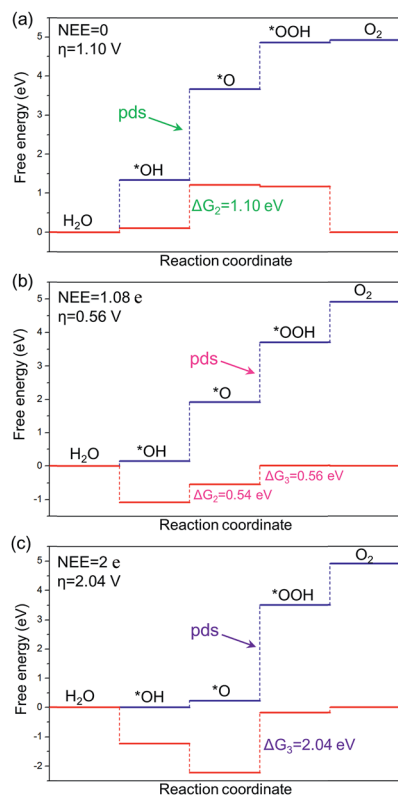 (a)
NEE=0
η=1.10 V
Free energy (eV)
5
4
3
2
1
0
H₂O
*OH
*O
*OOH
O₂
pds
ΔG₂=1.10 eV
Reaction coordinate
(b)
NEE=1.08 e
η=0.56 V
Free energy (eV)
5
4
3
2
1
0
-1
H₂O
*OH
*O
*OOH
O₂
pds
ΔG₂=0.54 eV
ΔG₃=0.56 eV
Reaction coordinate
(c)
NEE=2 e
η=2.04 V
Free energy (eV)
5
4
3
2
1
0
-1
-2
H₂O
*OH
*O
*OOH
O₂
pds
ΔG₃=2.04 eV
Reaction coordinate